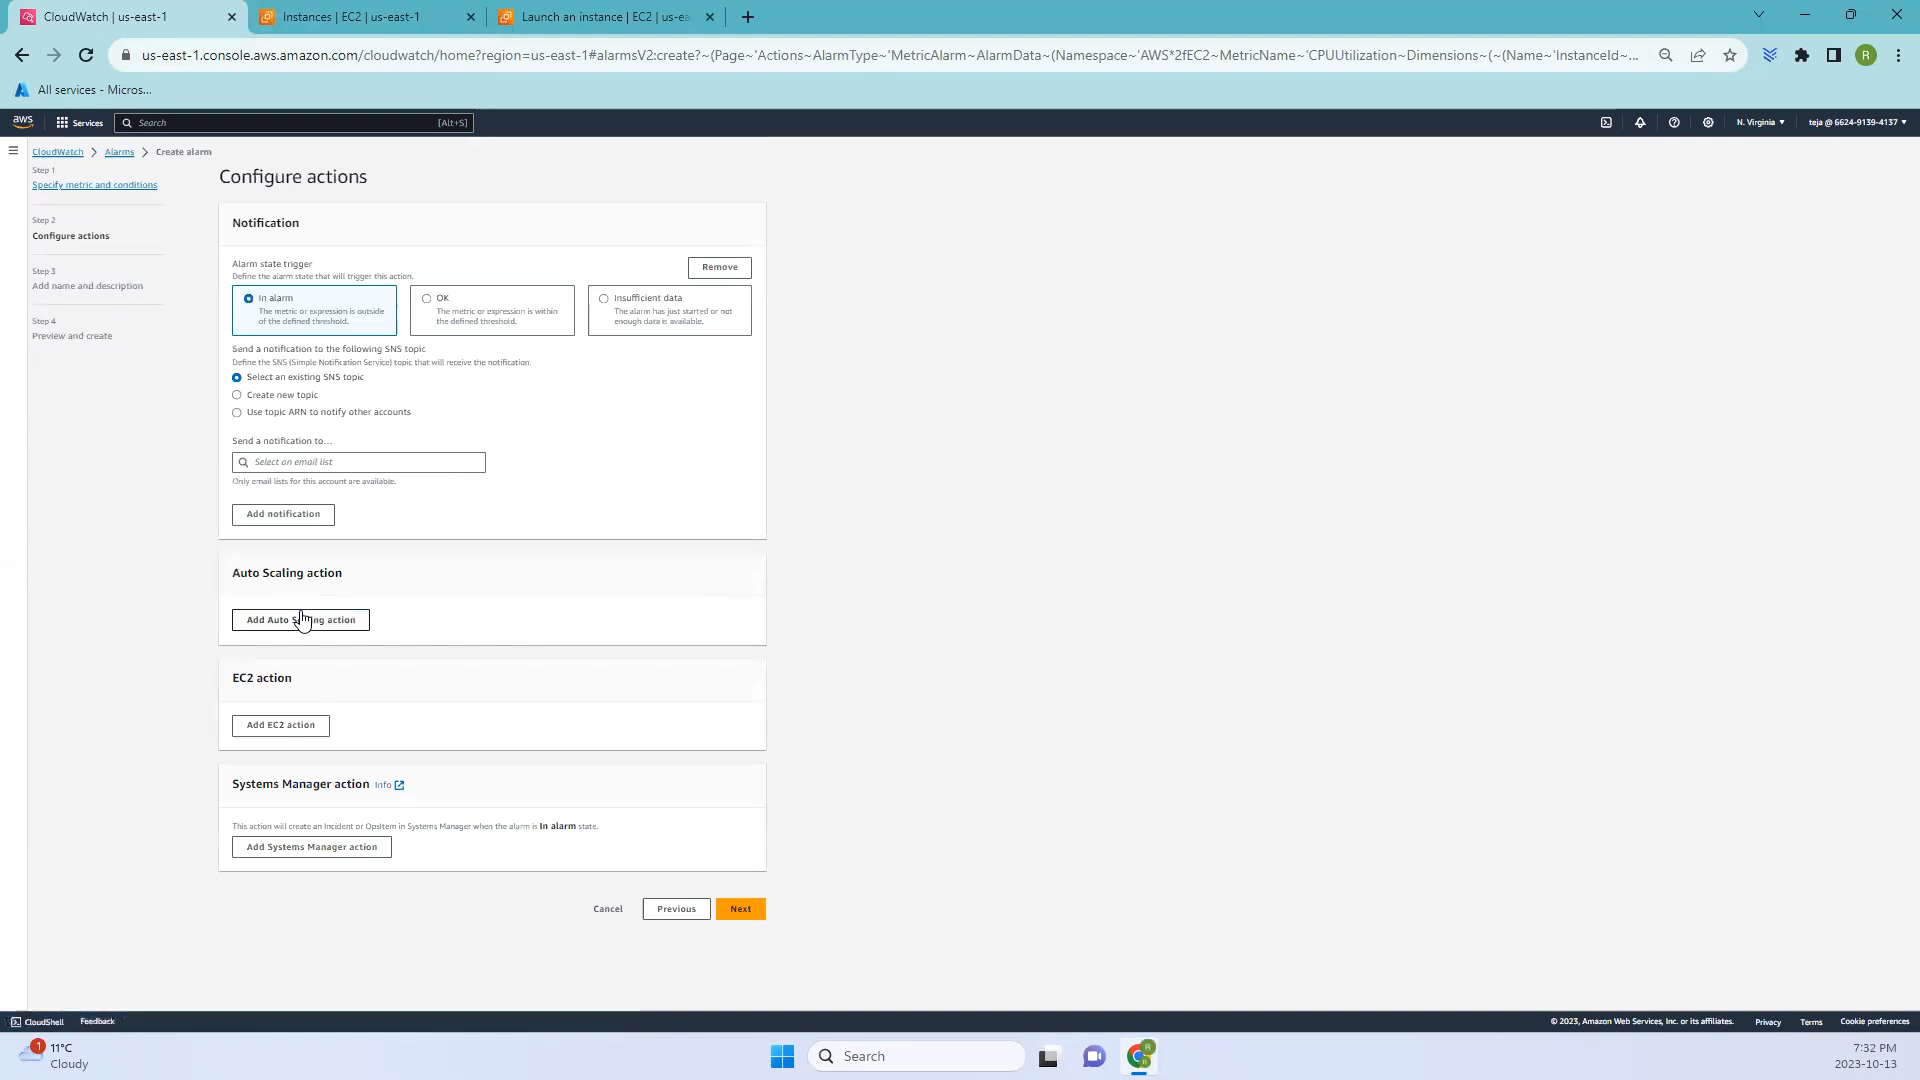 CloudWatch | us-east-1
Instances | EC2 | us-east-1
Launch an instance | EC2 | us-ea
us-east-1.console.aws.amazon.com/cloudwatch/home?region=us-east-1#alarmsV2:create?~(Page~'Actions~AlarmType~'MetricAlarm~AlarmData~(Namespace~'AWS*2fEC2~MetricName~'CPUUtilization~Dimensions~(~(Name~'InstanceId~...
R
All services - Micros...
aws
Services
Search
[Alt+S]
N. Virginia
teja @ 6624-9139-4137
CloudWatch
Alarms
Create alarm
Step 1
Specify metric and conditions
Step 2
Configure actions
Step 3
Add name and description
Step 4
Preview and create
Configure actions
Notification
Alarm state trigger
Define the alarm state that will trigger this action.
Remove
In alarm
The metric or expression is outside
of the defined threshold.
OK
The metric or expression is within
the defined threshold.
Insufficient data
The alarm has just started or not
enough data is available.
Send a notification to the following SNS topic
Define the SNS (Simple Notification Service) topic that will receive the notification.
Select an existing SNS topic
Create new topic
Use topic ARN to notify other accounts
Send a notification to...
Select an email list
Only email lists for this account are available.
Add notification
Auto Scaling action
Add Auto Scaling action
EC2 action
Add EC2 action
Systems Manager action Info
This action will create an Incident or OpsItem in Systems Manager when the alarm is In alarm state.
Add Systems Manager action
Cancel
Previous
Next
CloudShell
Feedback
© 2023, Amazon Web Services, Inc. or its affiliates.
Privacy
Terms
Cookie preferences
1
11°C
Cloudy
Search
R
7:32 PM
2023-10-13